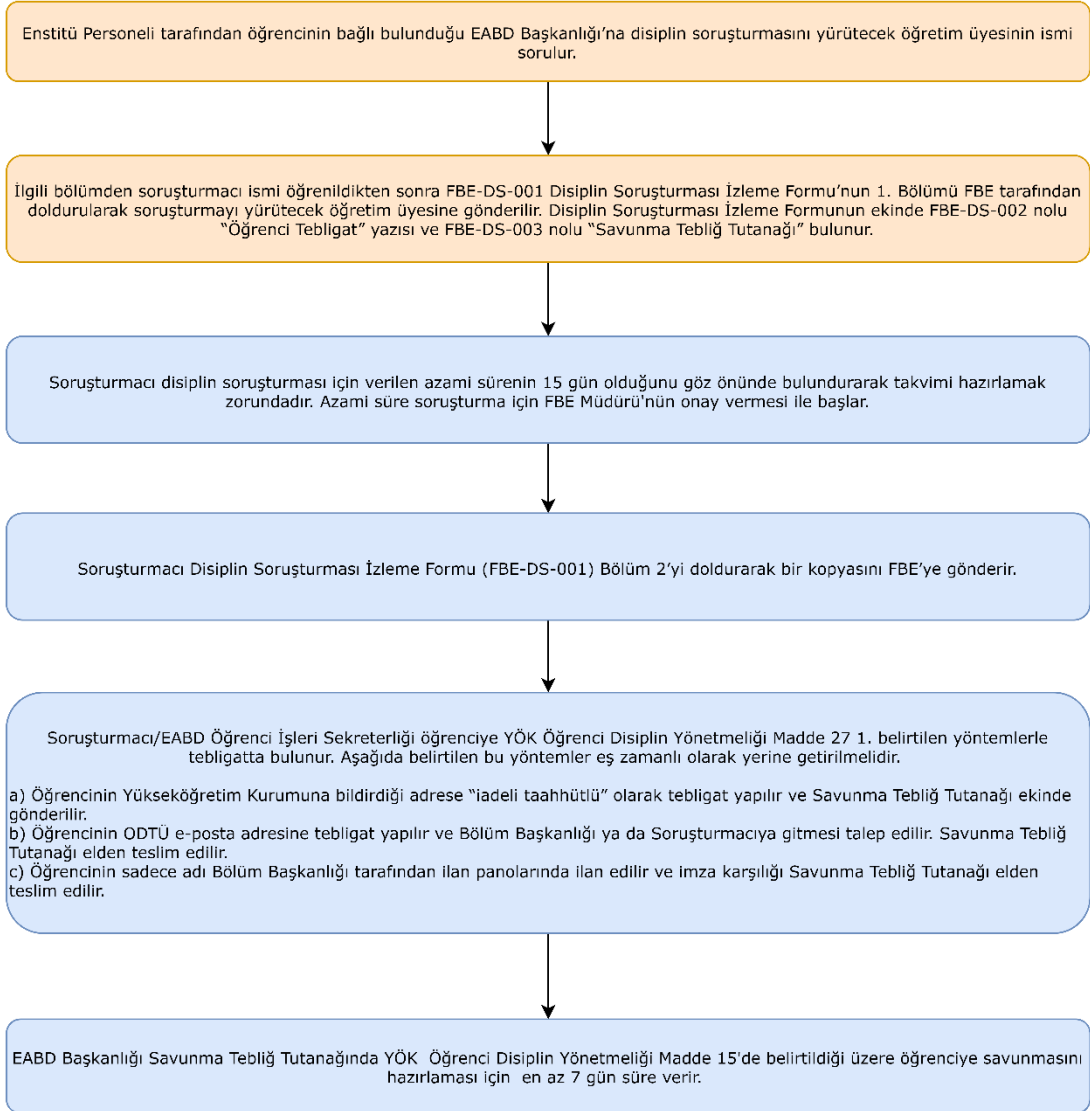 Enstitü Personeli tarafından öğrencinin bağlı bulunduğu EABD Başkanlığı’na disiplin soruşturmasını yürütecek öğretim üyesinin ismi
sorulur.
İlgili bölümden soruşturmacı ismi öğrenildikten sonra FBE-DS-001 Disiplin Soruşturması İzleme Formu’nun 1. Bölümü FBE tarafından
doldurularak soruşturmayı yürütecek öğretim üyesine gönderilir. Disiplin Soruşturması İzleme Formunun ekinde FBE-DS-002 nolu
“Öğrenci Tebligat” yazısı ve FBE-DS-003 nolu “Savunma Tebliğ Tutanağı” bulunur.
Soruşturmacı disiplin soruşturması için verilen azami sürenin 15 gün olduğunu göz önünde bulundurarak takvimi hazırlamak
zorundadır. Azami süre soruşturma için FBE Müdürü'nün onay vermesi ile başlar.
Soruşturmacı Disiplin Soruşturması İzleme Formu (FBE-DS-001) Bölüm 2’yi doldurarak bir kopyasını FBE’ye gönderir.
Soruşturmacı/EABD Öğrenci İşleri Sekreterliği öğrenciye YÖK Öğrenci Disiplin Yönetmeliği Madde 27 1. belirtilen yöntemlerle
tebligatta bulunur. Aşağıda belirtilen bu yöntemler eş zamanlı olarak yerine getirilmelidir.
a) Öğrencinin Yükseköğretim Kurumuna bildirdiği adrese “iadeli taahhütlü” olarak tebligat yapılır ve Savunma Tebliğ Tutanağı ekinde
gönderilir.
b) Öğrencinin ODTÜ e-posta adresine tebligat yapılır ve Bölüm Başkanlığı ya da Soruşturmacıya gitmesi talep edilir. Savunma Tebliğ
Tutanağı elden teslim edilir.
c) Öğrencinin sadece adı Bölüm Başkanlığı tarafından ilan panolarında ilan edilir ve imza karşılığı Savunma Tebliğ Tutanağı elden
teslim edilir.
EABD Başkanlığı Savunma Tebliğ Tutanağında YÖK  Öğrenci Disiplin Yönetmeliği Madde 15'de belirtildiği üzere öğrenciye savunmasını
hazırlaması için  en az 7 gün süre verir.